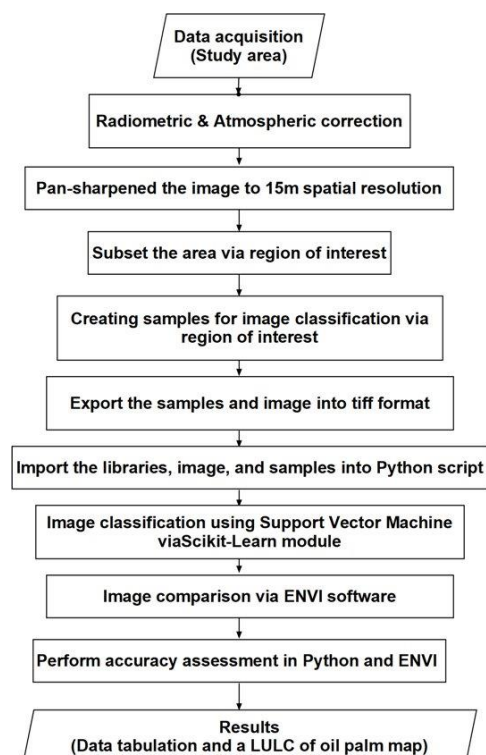 Data acquisition
(Study area)
Radiometric & Atmospheric correction
Pan-sharpened the image to 15m spatial resolution
Subset the area via region of interest
Creating samples for image classification via
region of interest
Export the samples and image into tiff format
Import the libraries, image, and samples into Python script
Image classification using Support Vector Machine
viaScikit-Learn module
Image comparison via ENVI software
Perform accuracy assessment in Python and ENVI
Results
(Data tabulation and a LULC of oil palm map)